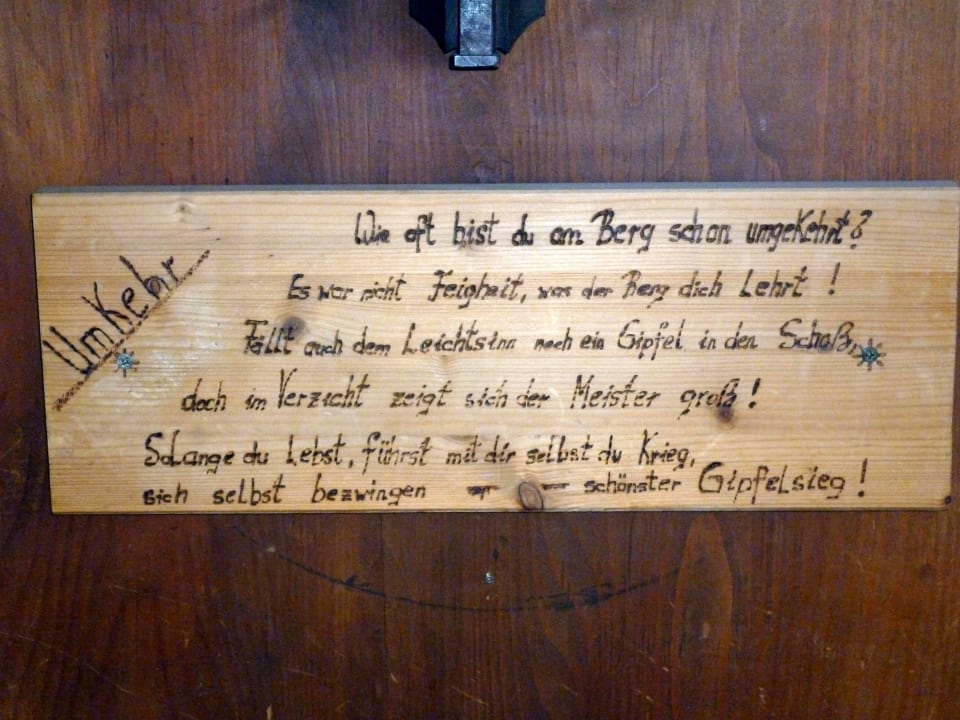 Umkehr
Wie oft bist du am Berg schon umgekehrt?
Es war nicht Feigheit, was der Berg dich Lehrt !
Fällt auch dem Leichtsinn noch ein Gipfel in den Schoß,
doch im Verzicht zeigt sich der Meister groß !
Solange du Lebst, führst mit dir selbst du Krieg,
sich selbst bezwingen schönster Gipfelsieg !